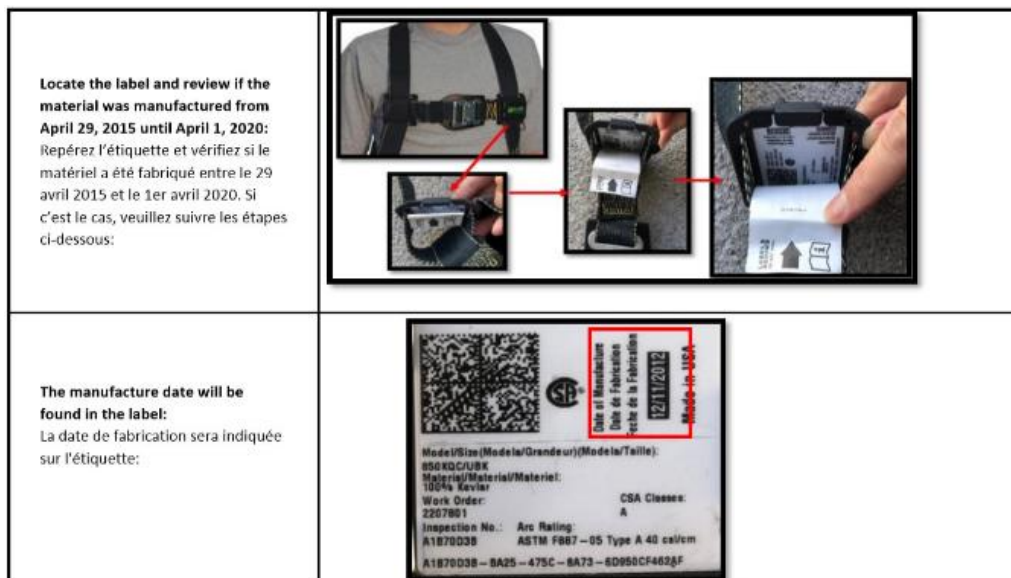 Locate the label and review if the
material was manufactured from
April 29, 2015 until April 1, 2020:
Repérez l'étiquette et vérifiez si le
matériel a été fabriqué entre le 29
avril 2015 et le 1er avril 2020. Si
c'est le cas, veuillez suivre les étapes
ci-dessous:
The manufacture date will be
found in the label:
La date de fabrication sera indiquée
sur l'étiquette:
Date of Manufacture
Date de Fabrication
Feche de la Fabrication
12/11/2012
Made in USA
Model/Size(Modela/Grandeur)(Modela/Taille):
850KQC/UBK
Material/Material/Materiel:
100% Kevlar
Work Order:
CSA Classes:
2207801
A
Inspection No.:
Arc Rating:
A1870D38
ASTM F887-05 Type A 40 cal/cm